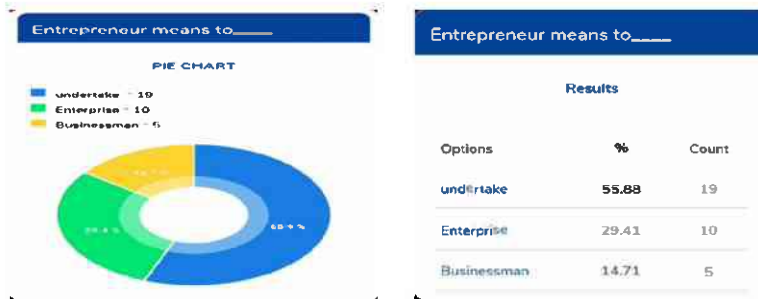 Entrepreneur means to____
PIE CHART
undertake - 19
Enterprise - 10
Businessman - 5
Entrepreneur means to____
Results
Options % Count
undertake 55.88 19
Enterprise 29.41 10
Businessman 14.71 5